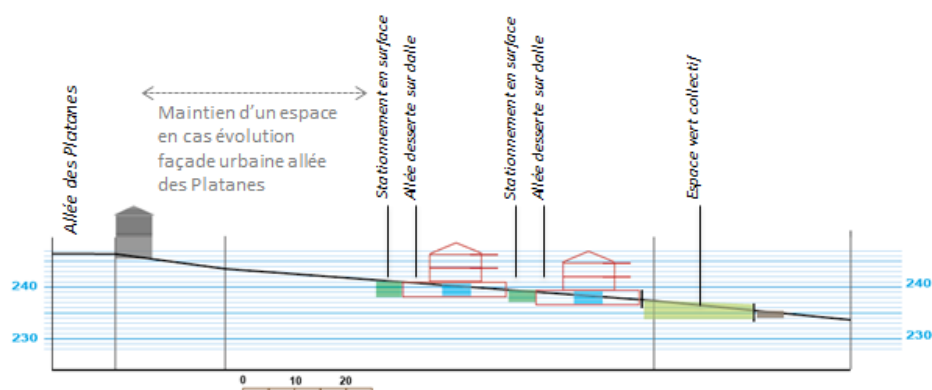 Allée des Platanes
Maintien d'un espace
en cas évolution
façade urbaine allée
des Platanes
Stationnement en surface
Allée desserte sur dalle
Stationnement en surface
Allée desserte sur dalle
Espace vert collectif
240
240
230
230
0 10 20